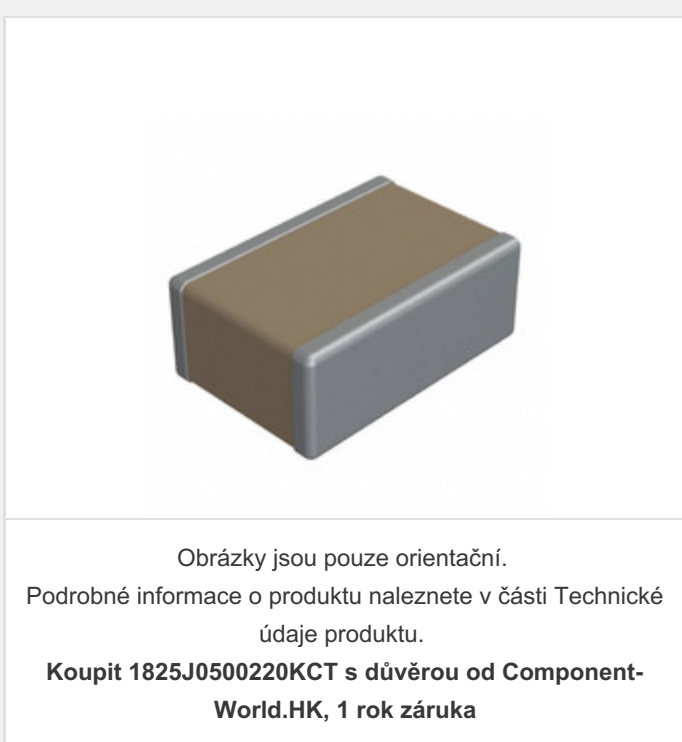 Obrázky jsou pouze orientační.
Podrobné informace o produktu naleznete v části Technické
údaje produktu.
Koupit 1825J0500220KCT s důvěrou od Component-
World.HK, 1 rok záruka